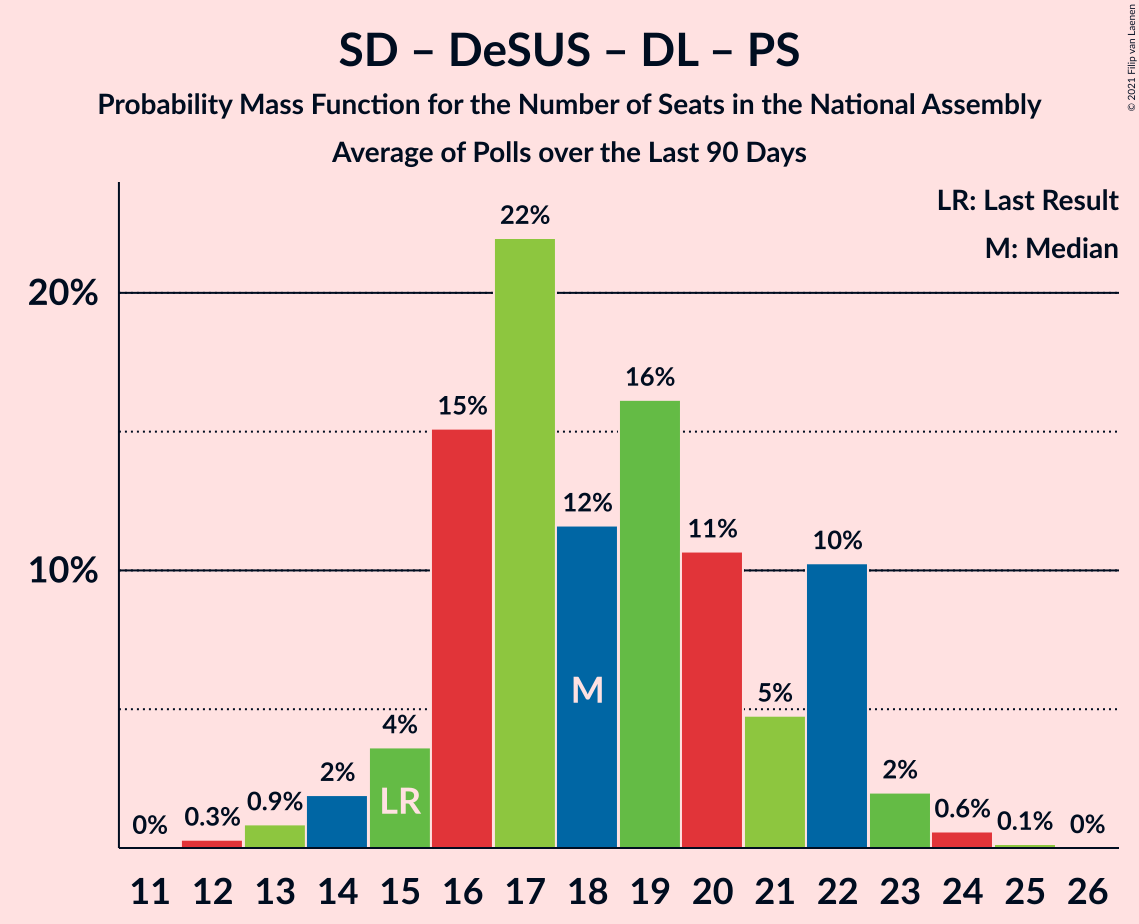 SD – DeSUS – DL – PS
Probability Mass Function for the Number of Seats in the National Assembly
Average of Polls over the Last 90 Days
© 2021 Filip van Laenen
LR: Last Result
M: Median
20%
10%
0%
0.3%
0.9%
2%
4%
15%
22%
12%
16%
11%
5%
10%
2%
0.6%
0.1%
0%
LR
M
11 12 13 14 15 16 17 18 19 20 21 22 23 24 25 26